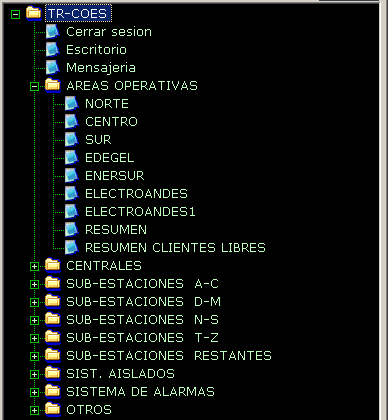 TR-COES
Cerrar sesion
Escritorio
Mensajeria
AREAS OPERATIVAS
NORTE
CENTRO
SUR
EDEGEL
ENERSUR
ELECTROANDES
ELECTROANDES1
RESUMEN
RESUMEN CLIENTES LIBRES
CENTRALES
SUB-ESTACIONES A-C
SUB-ESTACIONES D-M
SUB-ESTACIONES N-S
SUB-ESTACIONES T-Z
SUB-ESTACIONES RESTANTES
SIST. AISLADOS
SISTEMA DE ALARMAS
OTROS